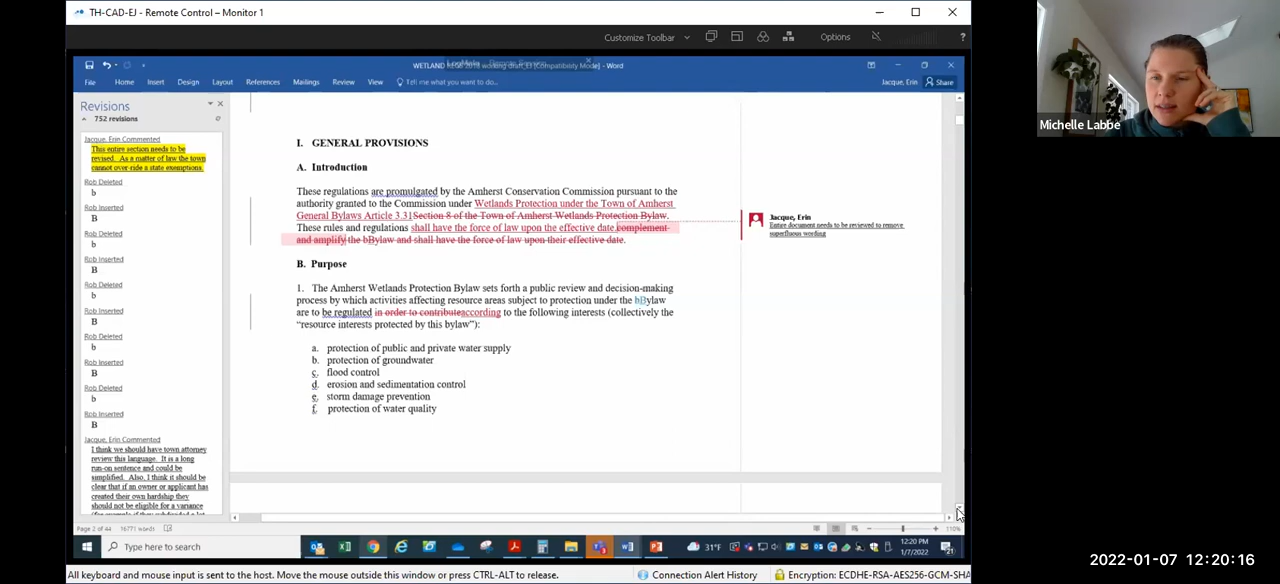 TH-CAD-EJ - Remote Control - Monitor 1
Customize Toolbar
Options
?
WETLAND
[Compatibility Mode] - Word
File Home Insert Design Layout References Mailings Review View Tell me what you want to do...
Jacque, Erin Share
Revisions
752 revisions
Jacque, Erin Commented
This entire section needs to be
revised. As a matter of law the town
cannot over-ride a state exemptions.
Rob Deleted
b
Rob Inserted
B
Rob Deleted
b
Rob Inserted
B
Rob Deleted
b
Rob Inserted
B
Rob Deleted
b
Rob Inserted
B
Rob Deleted
b
Rob Inserted
B
Jacque, Erin Commented
I think we should have town attorney
review this language. It is a long
run-on sentence and could be
simplified. Also, I think it should be
clear that if an owner or applicant has
created their own hardship they
should not be eligible for a variance
(for example if they subdivided a lot
I. GENERAL PROVISIONS
A. Introduction
These regulations are promulgated by the Amherst Conservation Commission pursuant to the
authority granted to the Commission under Wetlands Protection under the Town of Amherst
General Bylaws Article 3.31Section 8 of the Town of Amherst Wetlands Protection Bylaw.
These rules and regulations shall have the force of law upon the effective date.complement
and amplify the bBylaw and shall have the force of law upon their effective date.
B. Purpose
1. The Amherst Wetlands Protection Bylaw sets forth a public review and decision-making
process by which activities affecting resource areas subject to protection under the bBylaw
are to be regulated in order to contributeaccording to the following interests (collectively the
"resource interests protected by this bylaw"):
a. protection of public and private water supply
b. protection of groundwater
c. flood control
d. erosion and sedimentation control
e. storm damage prevention
f. protection of water quality
Jacque, Erin
Entire document needs to be reviewed to remove
superfluous wording
Page 2 of 44 16771 words
110%
Type here to search
31°F
12:20 PM
1/7/2022
21
All keyboard and mouse input is sent to the host. Move the mouse outside this window or press CTRL-ALT to release.
Connection Alert History
Encryption: ECDHE-RSA-AES256-GCM-SHA
Michelle Labbe
2022-01-07 12:20:16